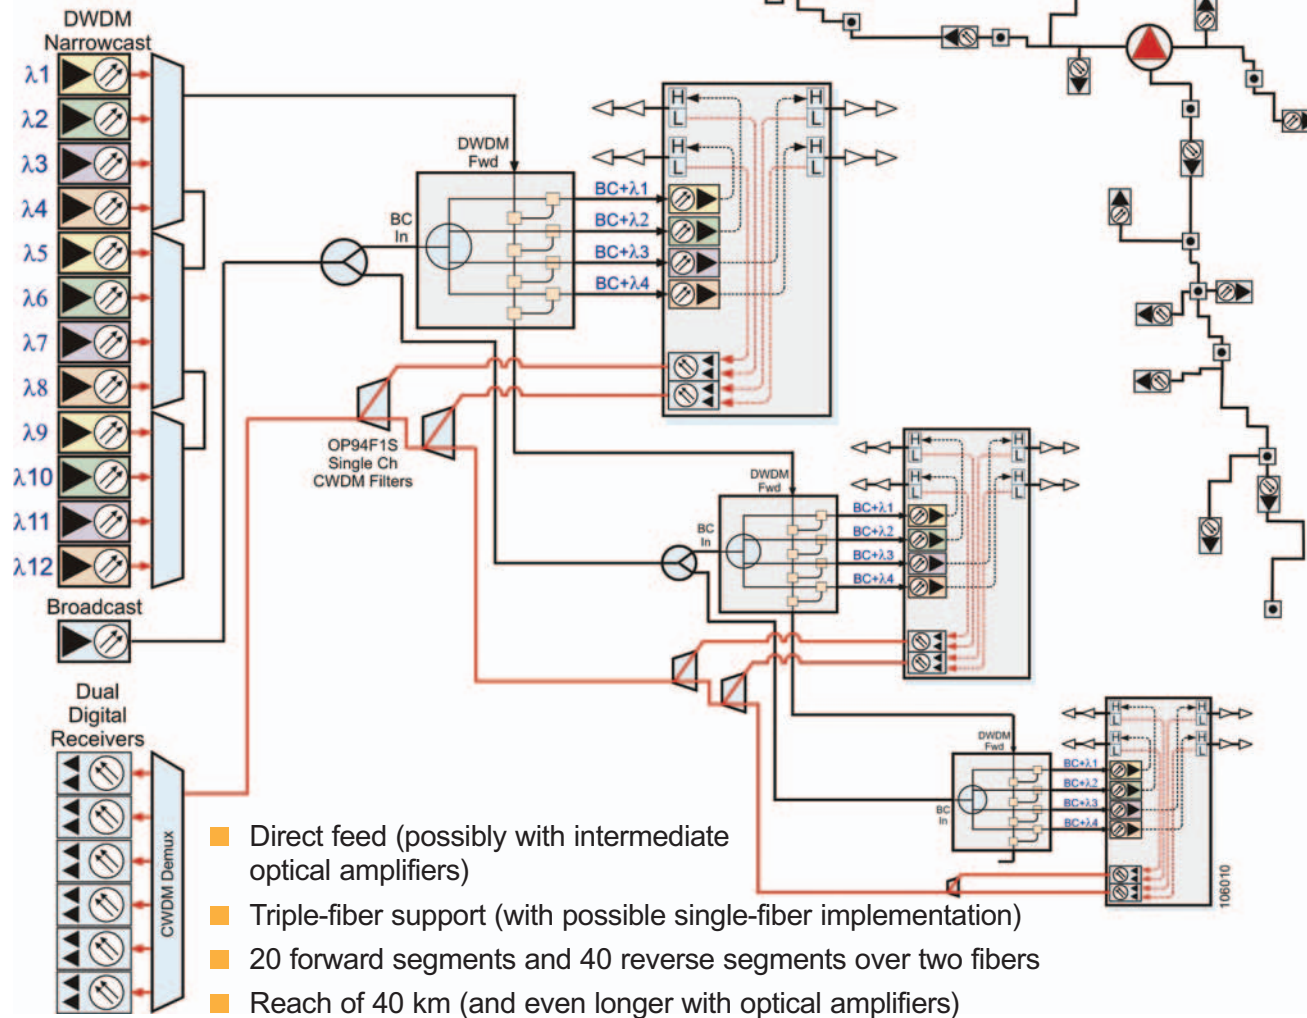 DWDM
Narrowcast
λ1
λ2
λ3
λ4
λ5
λ6
λ7
λ8
λ9
λ10
λ11
λ12
Broadcast
Dual
Digital
Receivers
CWDM Demux
DWDM
Fwd
BC
In
BC+λ1
BC+λ2
BC+λ3
BC+λ4
H
L
H
L
H
L
H
L
OP94F1S
Single Ch
CWDM Filters
DWDM
Fwd
BC
In
BC+λ1
BC+λ2
BC+λ3
BC+λ4
H
L
H
L
H
L
H
L
DWDM
Fwd
BC
In
BC+λ1
BC+λ2
BC+λ3
BC+λ4
H
L
H
L
H
L
H
L
106010
Direct feed (possibly with intermediate
optical amplifiers)
Triple-fiber support (with possible single-fiber implementation)
20 forward segments and 40 reverse segments over two fibers
Reach of 40 km (and even longer with optical amplifiers)